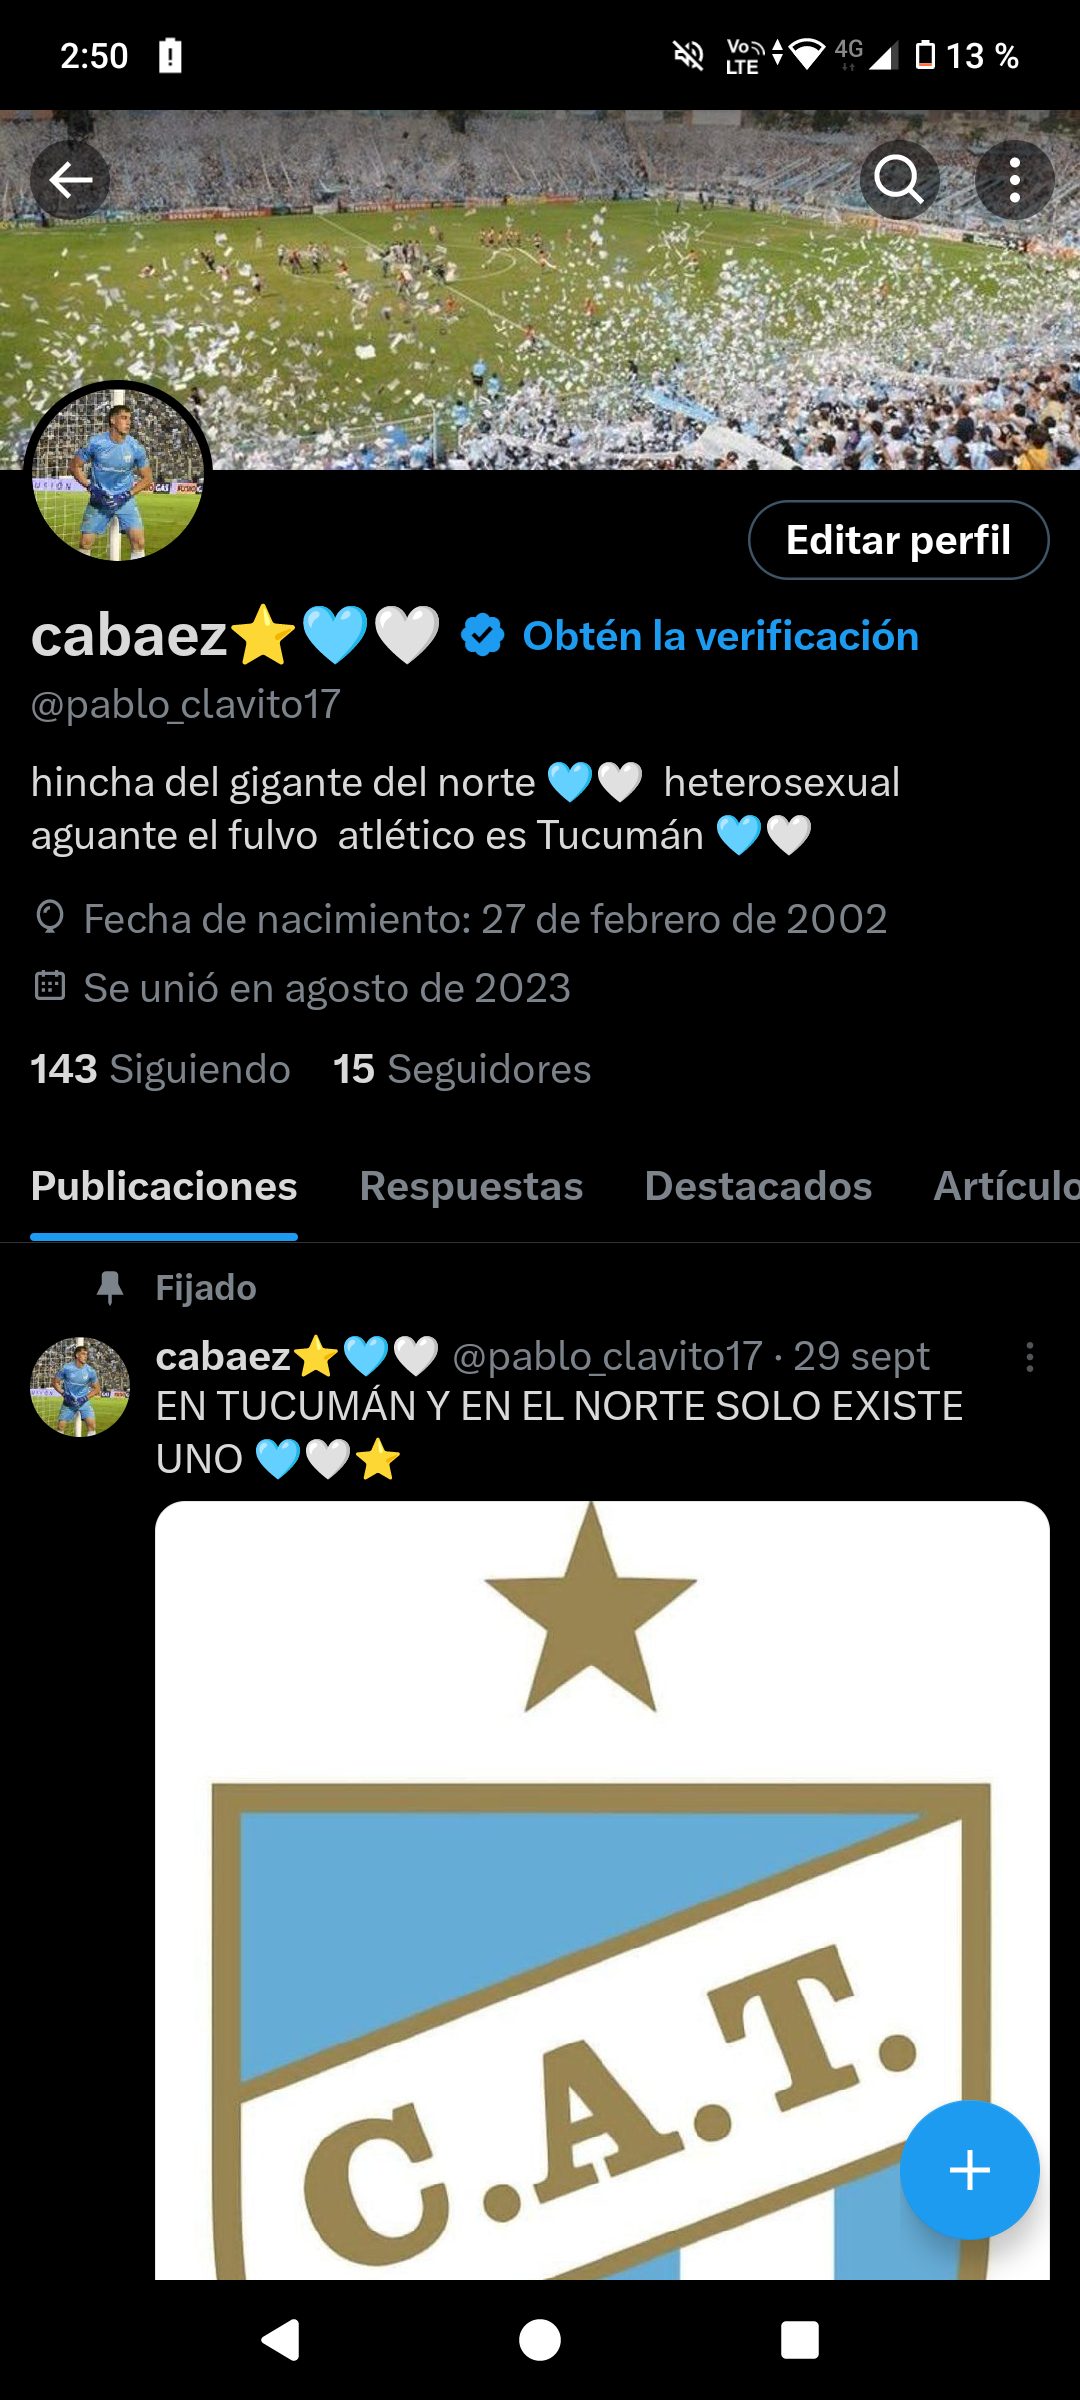 2:50
Vo
LTE
4G
13 %
Editar perfil
cabaez⭐🩵🤍 Obtén la verificación
@pablo_clavito17
hincha del gigante del norte 🩵🤍  heterosexual
aguante el fulvo  atlético es Tucumán 🩵🤍
Fecha de nacimiento: 27 de febrero de 2002
Se unió en agosto de 2023
143 Siguiendo 15 Seguidores
Publicaciones Respuestas Destacados Artículo
Fijado
cabaez⭐🩵🤍 @pablo_clavito17 · 29 sept
EN TUCUMÁN Y EN EL NORTE SOLO EXISTE
UNO 🩵🤍⭐
C.A.T.